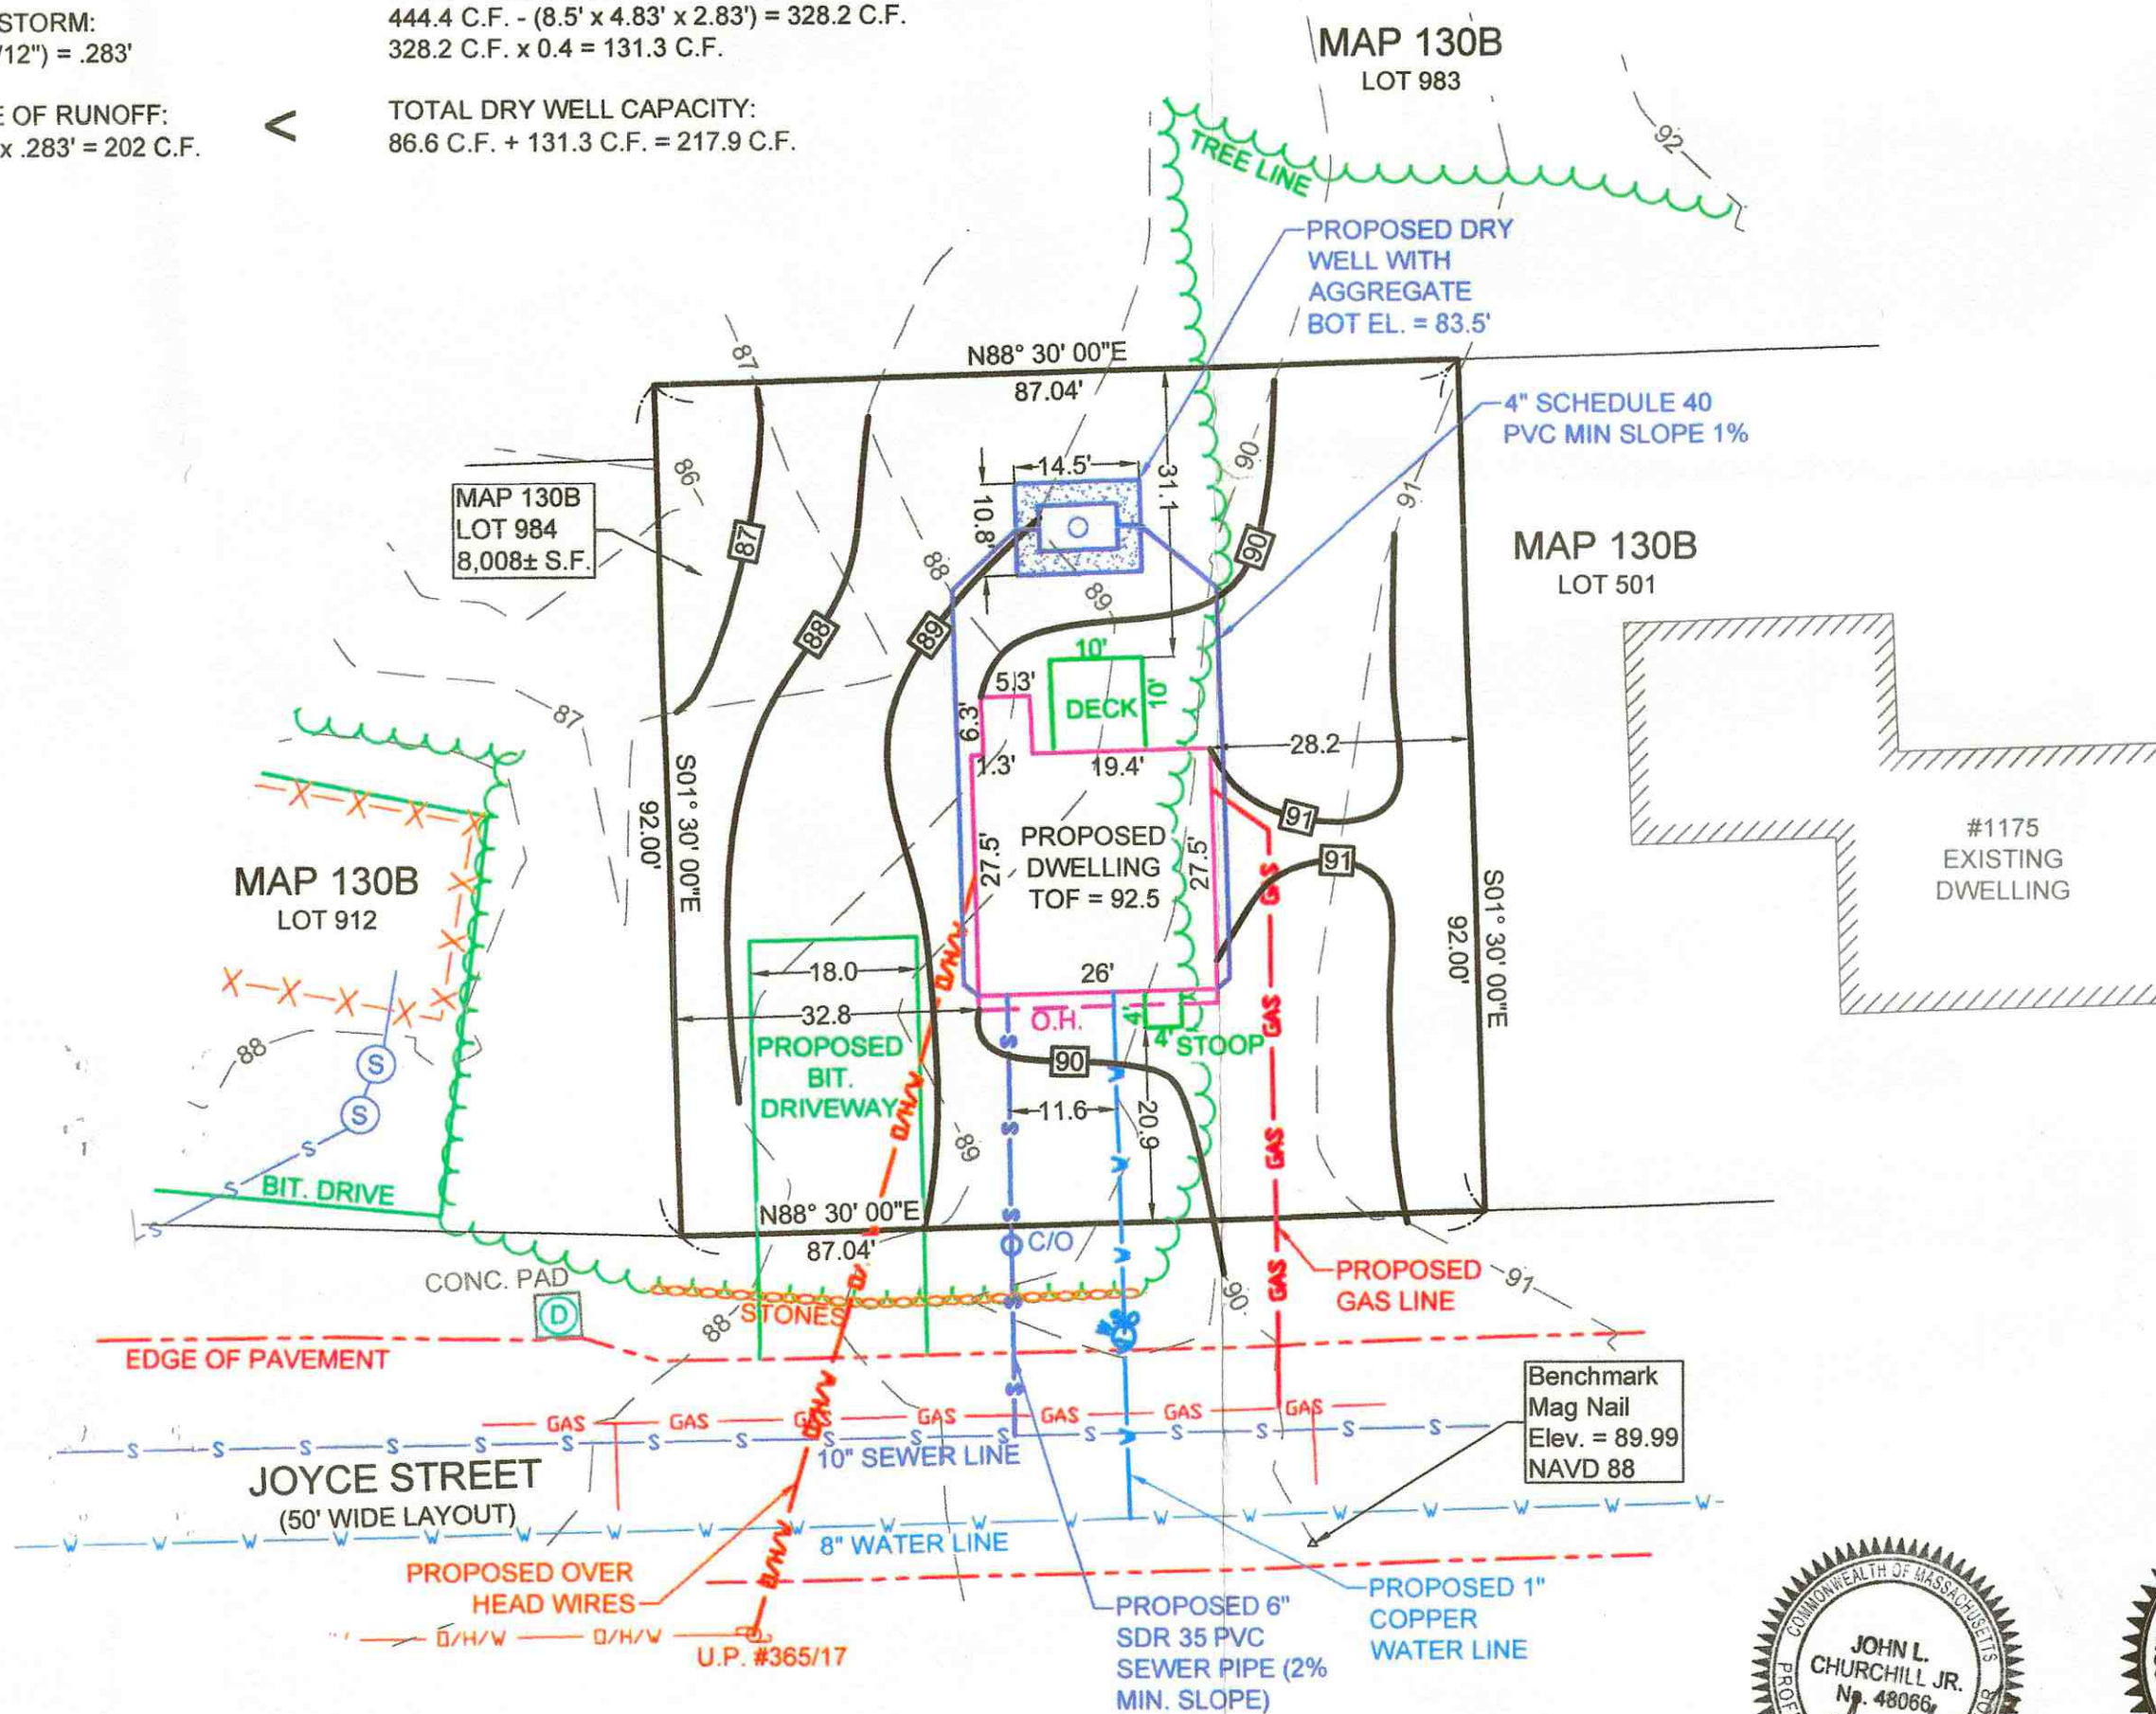 STORM:
/12") = .283'
E OF RUNOFF:
x .283' = 202 C.F.
<
444.4 C.F. - (8.5' x 4.83' x 2.83') = 328.2 C.F.
328.2 C.F. x 0.4 = 131.3 C.F.
TOTAL DRY WELL CAPACITY:
86.6 C.F. + 131.3 C.F. = 217.9 C.F.
MAP 130B
LOT 983
92
TREE LINE
PROPOSED DRY
WELL WITH
AGGREGATE
BOT EL. = 83.5'
87
N88° 30' 00"E
87.04'
4" SCHEDULE 40
PVC MIN SLOPE 1%
86
14.5'
31.1
90
91
10.8'
MAP 130B
LOT 984
8,008± S.F.
87
88
90
MAP 130B
LOT 501
89
88
89
10'
10'
DECK
5.3'
6.3'
1.3'
19.4'
28.2
87
S01° 30' 00"E
92.00'
27.5'
PROPOSED
DWELLING
TOF = 92.5
27.5'
91
91
GAS
#1175
EXISTING
DWELLING
MAP 130B
LOT 912
X X X X
X
X
X X X X X
S01° 30' 00"E
92.00'
18.0
O/H/W
26'
32.8
O.H.
4'
4'
STOOP
GAS
88
S
S
S
S
S
PROPOSED
BIT.
DRIVEWAY
O/H/W
S
90
W
11.6
20.9
S
W
GAS
89
BIT. DRIVE
N88° 30' 00"E
87.04'
S
C/O
W
GAS
CONC. PAD
D
88
STONES
O/H/W
S
90
PROPOSED
GAS LINE
91
EDGE OF PAVEMENT
Benchmark
Mag Nail
Elev. = 89.99
NAVD 88
O/H/W
S
GAS GAS GAS GAS GAS GAS GAS
S S S S S S S S S S S S S S S S
W
10" SEWER LINE
JOYCE STREET
(50' WIDE LAYOUT)
W W W W W W W W W W W W W W W W W W W
8" WATER LINE
O/H/W
PROPOSED OVER
HEAD WIRES
O/H/W O/H/W
U.P. #365/17
PROPOSED 6"
SDR 35 PVC
SEWER PIPE (2%
MIN. SLOPE)
PROPOSED 1"
COPPER
WATER LINE
COMMONWEALTH OF MASSACHUSETTS
JOHN L.
CHURCHILL JR.
No. 48066